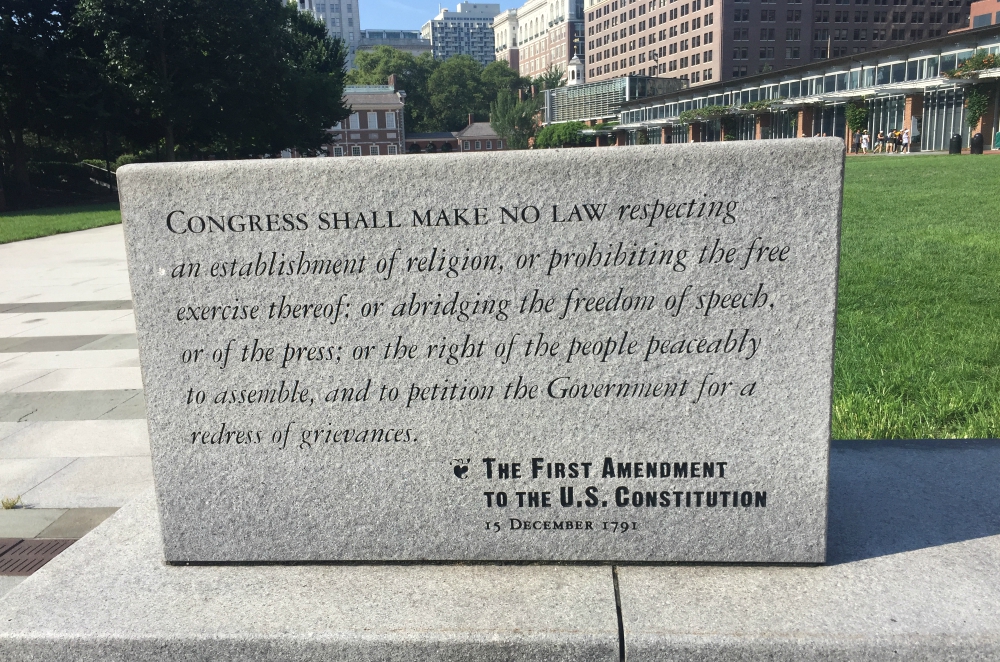 CONGRESS SHALL MAKE NO LAW respecting
an establishment of religion, or prohibiting the free
exercise thereof; or abridging the freedom of speech,
or of the press; or the right of the people peaceably
to assemble, and to petition the Government for a
redress of grievances.
THE FIRST AMENDMENT
TO THE U.S. CONSTITUTION
15 DECEMBER 1791